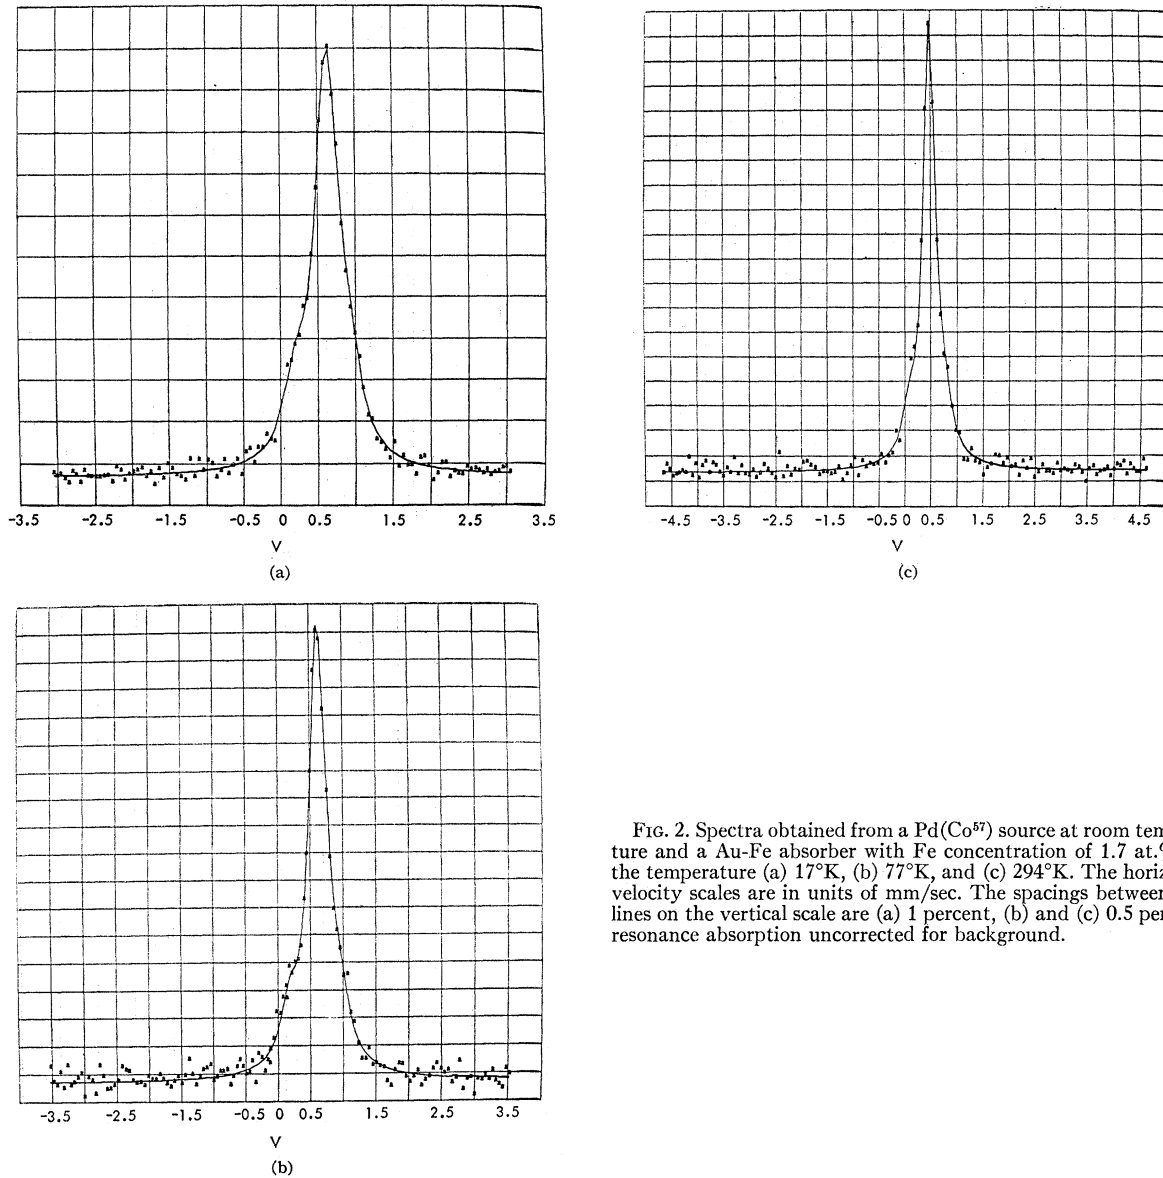 -3.5 -2.5 -1.5 -0.5 0 0.5 1.5 2.5 3.5
V
(a)
-4.5 -3.5 -2.5 -1.5 -0.5 0 0.5 1.5 2.5 3.5 4.5
V
(c)
-3.5 -2.5 -1.5 -0.5 0 0.5 1.5 2.5 3.5
V
(b)
FIG. 2. Spectra obtained from a Pd(Co⁵⁷) source at room tem
ture and a Au-Fe absorber with Fe concentration of 1.7 at.
the temperature (a) 17°K, (b) 77°K, and (c) 294°K. The horiz
velocity scales are in units of mm/sec. The spacings between
lines on the vertical scale are (a) 1 percent, (b) and (c) 0.5 per
resonance absorption uncorrected for background.